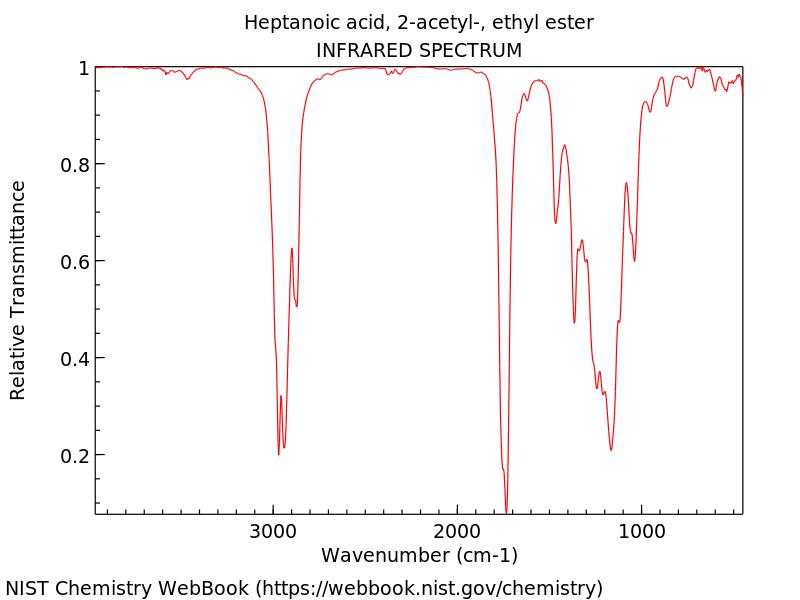 Heptanoic acid, 2-acetyl-, ethyl ester
INFRARED SPECTRUM
1
0.8
0.6
0.4
0.2
Relative Transmittance
3000 2000 1000
Wavenumber (cm-1)
NIST Chemistry WebBook (https://webbook.nist.gov/chemistry)